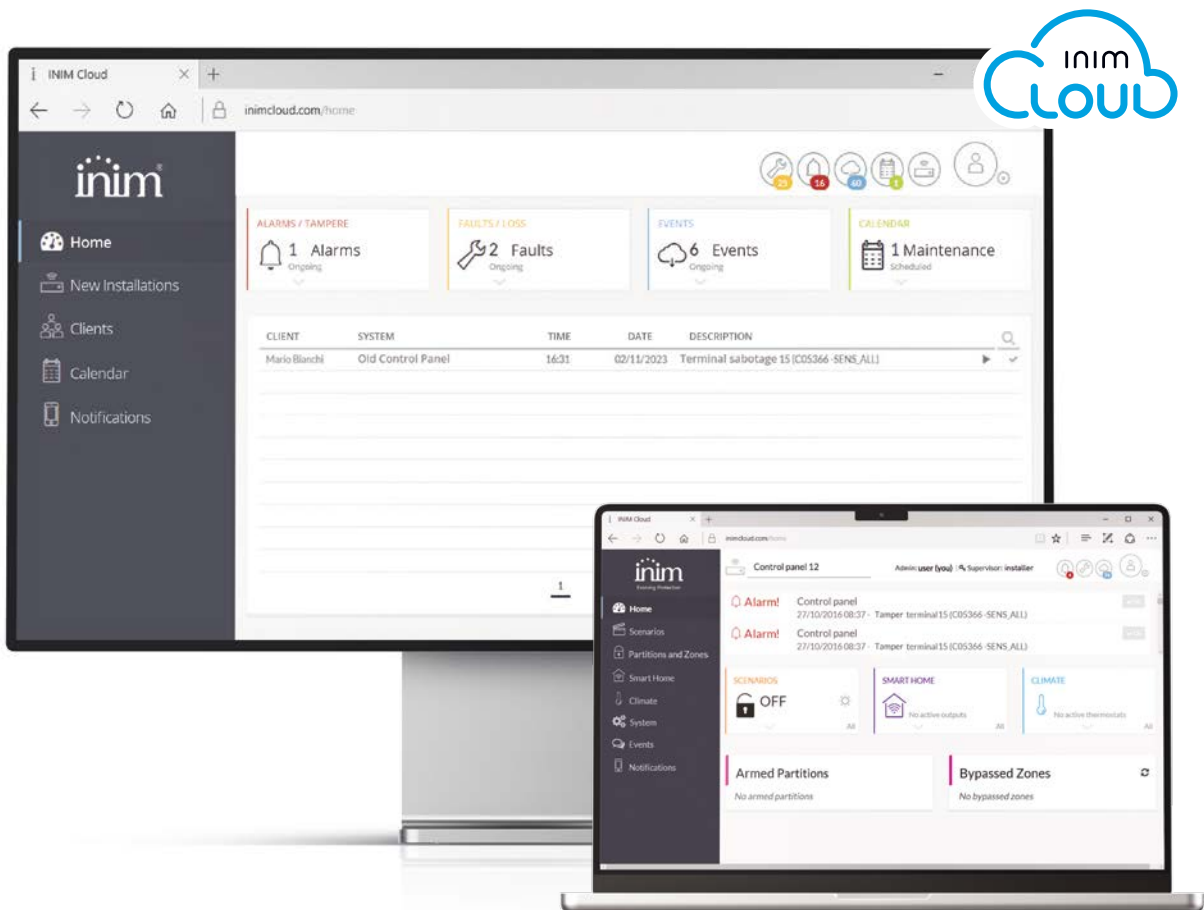 inim
CLOUD
INIM Cloud
inimcloud.com/home
inim
25 16 60 1
Home
New Installations
Clients
Calendar
Notifications
ALARMS / TAMPERE
1 Alarms
Ongoing
FAULTS / LOSS
2 Faults
Ongoing
EVENTS
6 Events
Ongoing
CALENDAR
1 Maintenance
Scheduled
CLIENT SYSTEM TIME DATE DESCRIPTION
Mario Bianchi Old Control Panel 16:31 02/11/2023 Terminal sabotage 15 (C05366 -SENS_ALL)
1
INIM Cloud
inimcloud.com/home
inim
Evolving Protection
Home
Scenarios
Partitions and Zones
Smart Home
Climate
System
Events
Notifications
Control panel 12
Admin: user (you) Supervisor: installer
Alarm! Control panel
27/10/2016 08:37 - Tamper terminal 15 (C05366 -SENS_ALL)
Alarm! Control panel
27/10/2016 08:37 - Tamper terminal 15 (C05366 -SENS_ALL)
SCENARIOS
OFF
All
SMART HOME
No active outputs
All
CLIMATE
No active thermostats
All
Armed Partitions
No armed partitions
Bypassed Zones
No bypassed zones